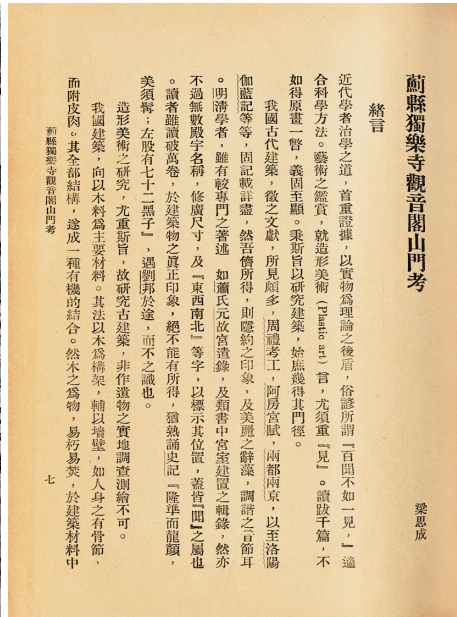 薊縣獨樂寺觀音閣山門考
梁思成
緒言
近代學者治學之道，首重證據，以實物爲理論之後盾，俗諺所謂『百聞不如一見，』適
合科學方法。藝術之鑑賞，就造形美術(Plastic art)言，尤須重『見』。讀跋千篇，不
如得原畫一瞥，義固至顯。秉斯旨以研究建築，始庶幾得其門徑。
我國古代建築，徵之文獻，所見頗多，周禮考工，阿房宮賦，兩都兩京，以至洛陽
伽藍記等等，固記載詳盡，然吾儕所得，則隱約之印象，及美麗之辭藻，調諧之音節耳
。明清學者，雖有較專門之著述，如蕭氏元故宮遺錄，及類書中宮室建置之輯錄，然亦
不過無數殿宇名稱，修廣尺寸，及『東西南北』等字，以標示其位置，蓋皆『聞』之屬也
。讀者雖讀破萬卷，於建築物之眞正印象，絕不能有所得，猶熟誦史記『隆準而龍顏，
美須髯；左股有七十二黑子』，遇劉邦於途，而不之識也。
造形美術之研究，尤重斯旨，故研究古建築，非作遺物之實地調查測繪不可。
我國建築，向以木料爲主要材料。其法以木爲構架，輔以墻壁，如人身之有骨節，
而附皮肉。其全部結構，遂成一種有機的結合。然木之爲物，易朽易焚，於建築材料中
薊縣獨樂寺觀音閣山門考
七